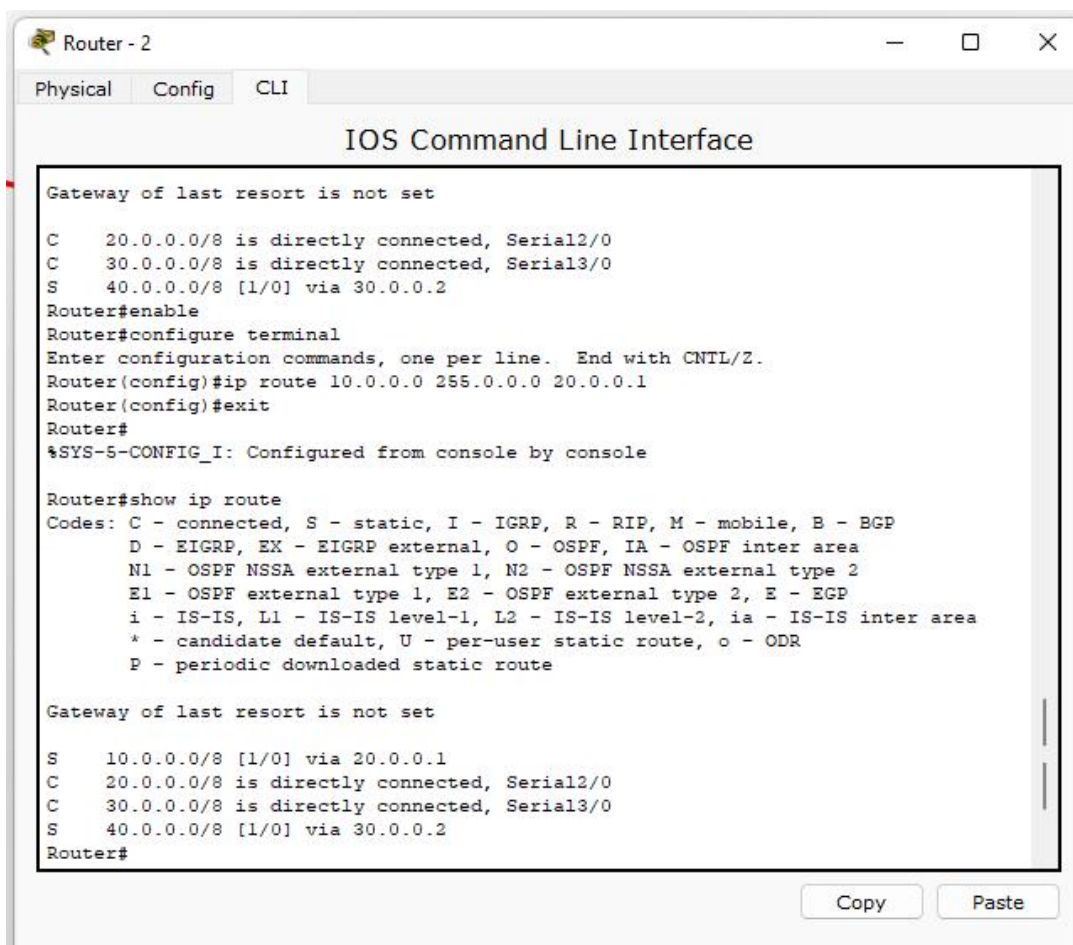 Router - 2
Physical Config CLI
IOS Command Line Interface
Gateway of last resort is not set
C    20.0.0.0/8 is directly connected, Serial2/0
C    30.0.0.0/8 is directly connected, Serial3/0
S    40.0.0.0/8 [1/0] via 30.0.0.2
Router#enable
Router#configure terminal
Enter configuration commands, one per line.  End with CNTL/Z.
Router(config)#ip route 10.0.0.0 255.0.0.0 20.0.0.1
Router(config)#exit
Router#
%SYS-5-CONFIG_I: Configured from console by console
Router#show ip route
Codes: C - connected, S - static, I - IGRP, R - RIP, M - mobile, B - BGP
       D - EIGRP, EX - EIGRP external, O - OSPF, IA - OSPF inter area
       N1 - OSPF NSSA external type 1, N2 - OSPF NSSA external type 2
       E1 - OSPF external type 1, E2 - OSPF external type 2, E - EGP
       i - IS-IS, L1 - IS-IS level-1, L2 - IS-IS level-2, ia - IS-IS inter area
       * - candidate default, U - per-user static route, o - ODR
       P - periodic downloaded static route
Gateway of last resort is not set
S    10.0.0.0/8 [1/0] via 20.0.0.1
C    20.0.0.0/8 is directly connected, Serial2/0
C    30.0.0.0/8 is directly connected, Serial3/0
S    40.0.0.0/8 [1/0] via 30.0.0.2
Router#
Copy Paste